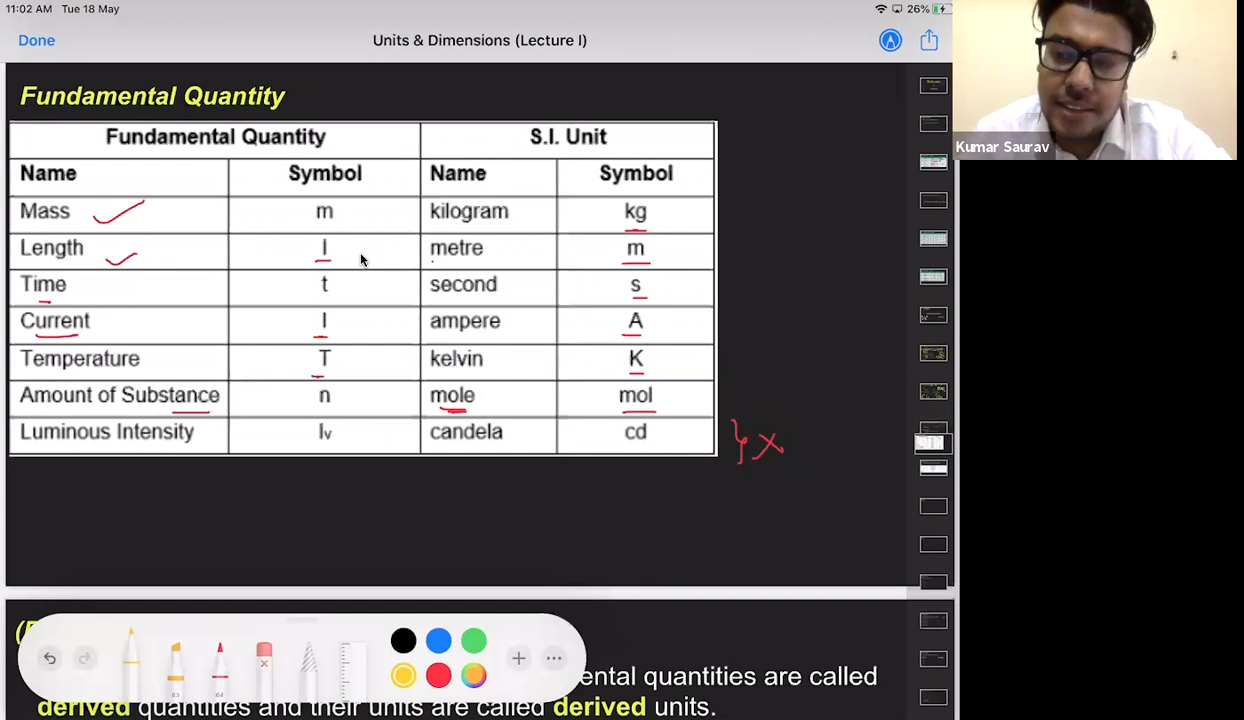 11:02 AM Tue 18 May
26%
Done
Units & Dimensions (Lecture I)
Kumar Saurav
Fundamental Quantity
Fundamental Quantity S.I. Unit
Name Symbol Name Symbol
Mass m kilogram kg
Length l metre m
Time t second s
Current I ampere A
Temperature T kelvin K
Amount of Substance n mole mol
Luminous Intensity Iv candela cd
ental quantities are called
derived quantities and their units are called derived units.